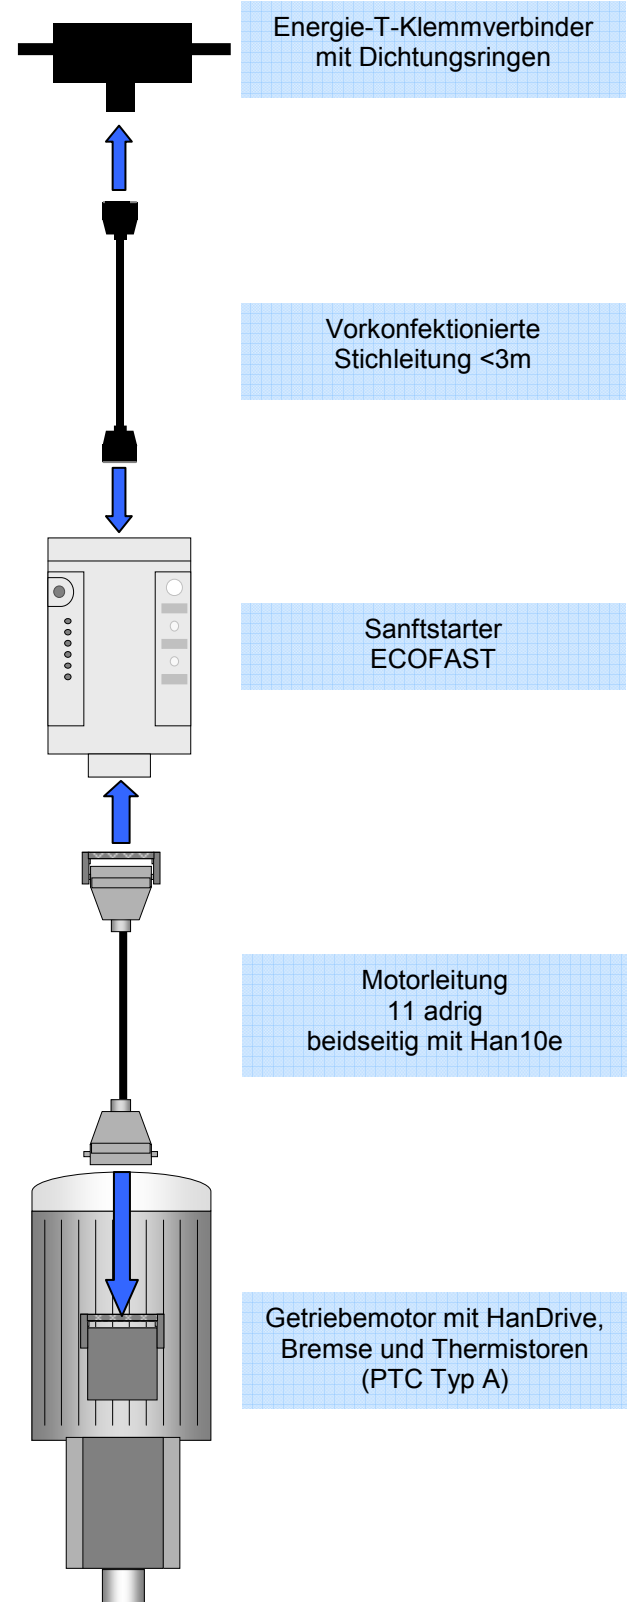 Energie-T-Klemmverbinder
mit Dichtungsringen
Vorkonfektionierte
Stichleitung <3m
Sanftstarter
ECOFAST
Motorleitung
11 adrig
beidseitig mit Han10e
Getriebemotor mit HanDrive,
Bremse und Thermistoren
(PTC Typ A)